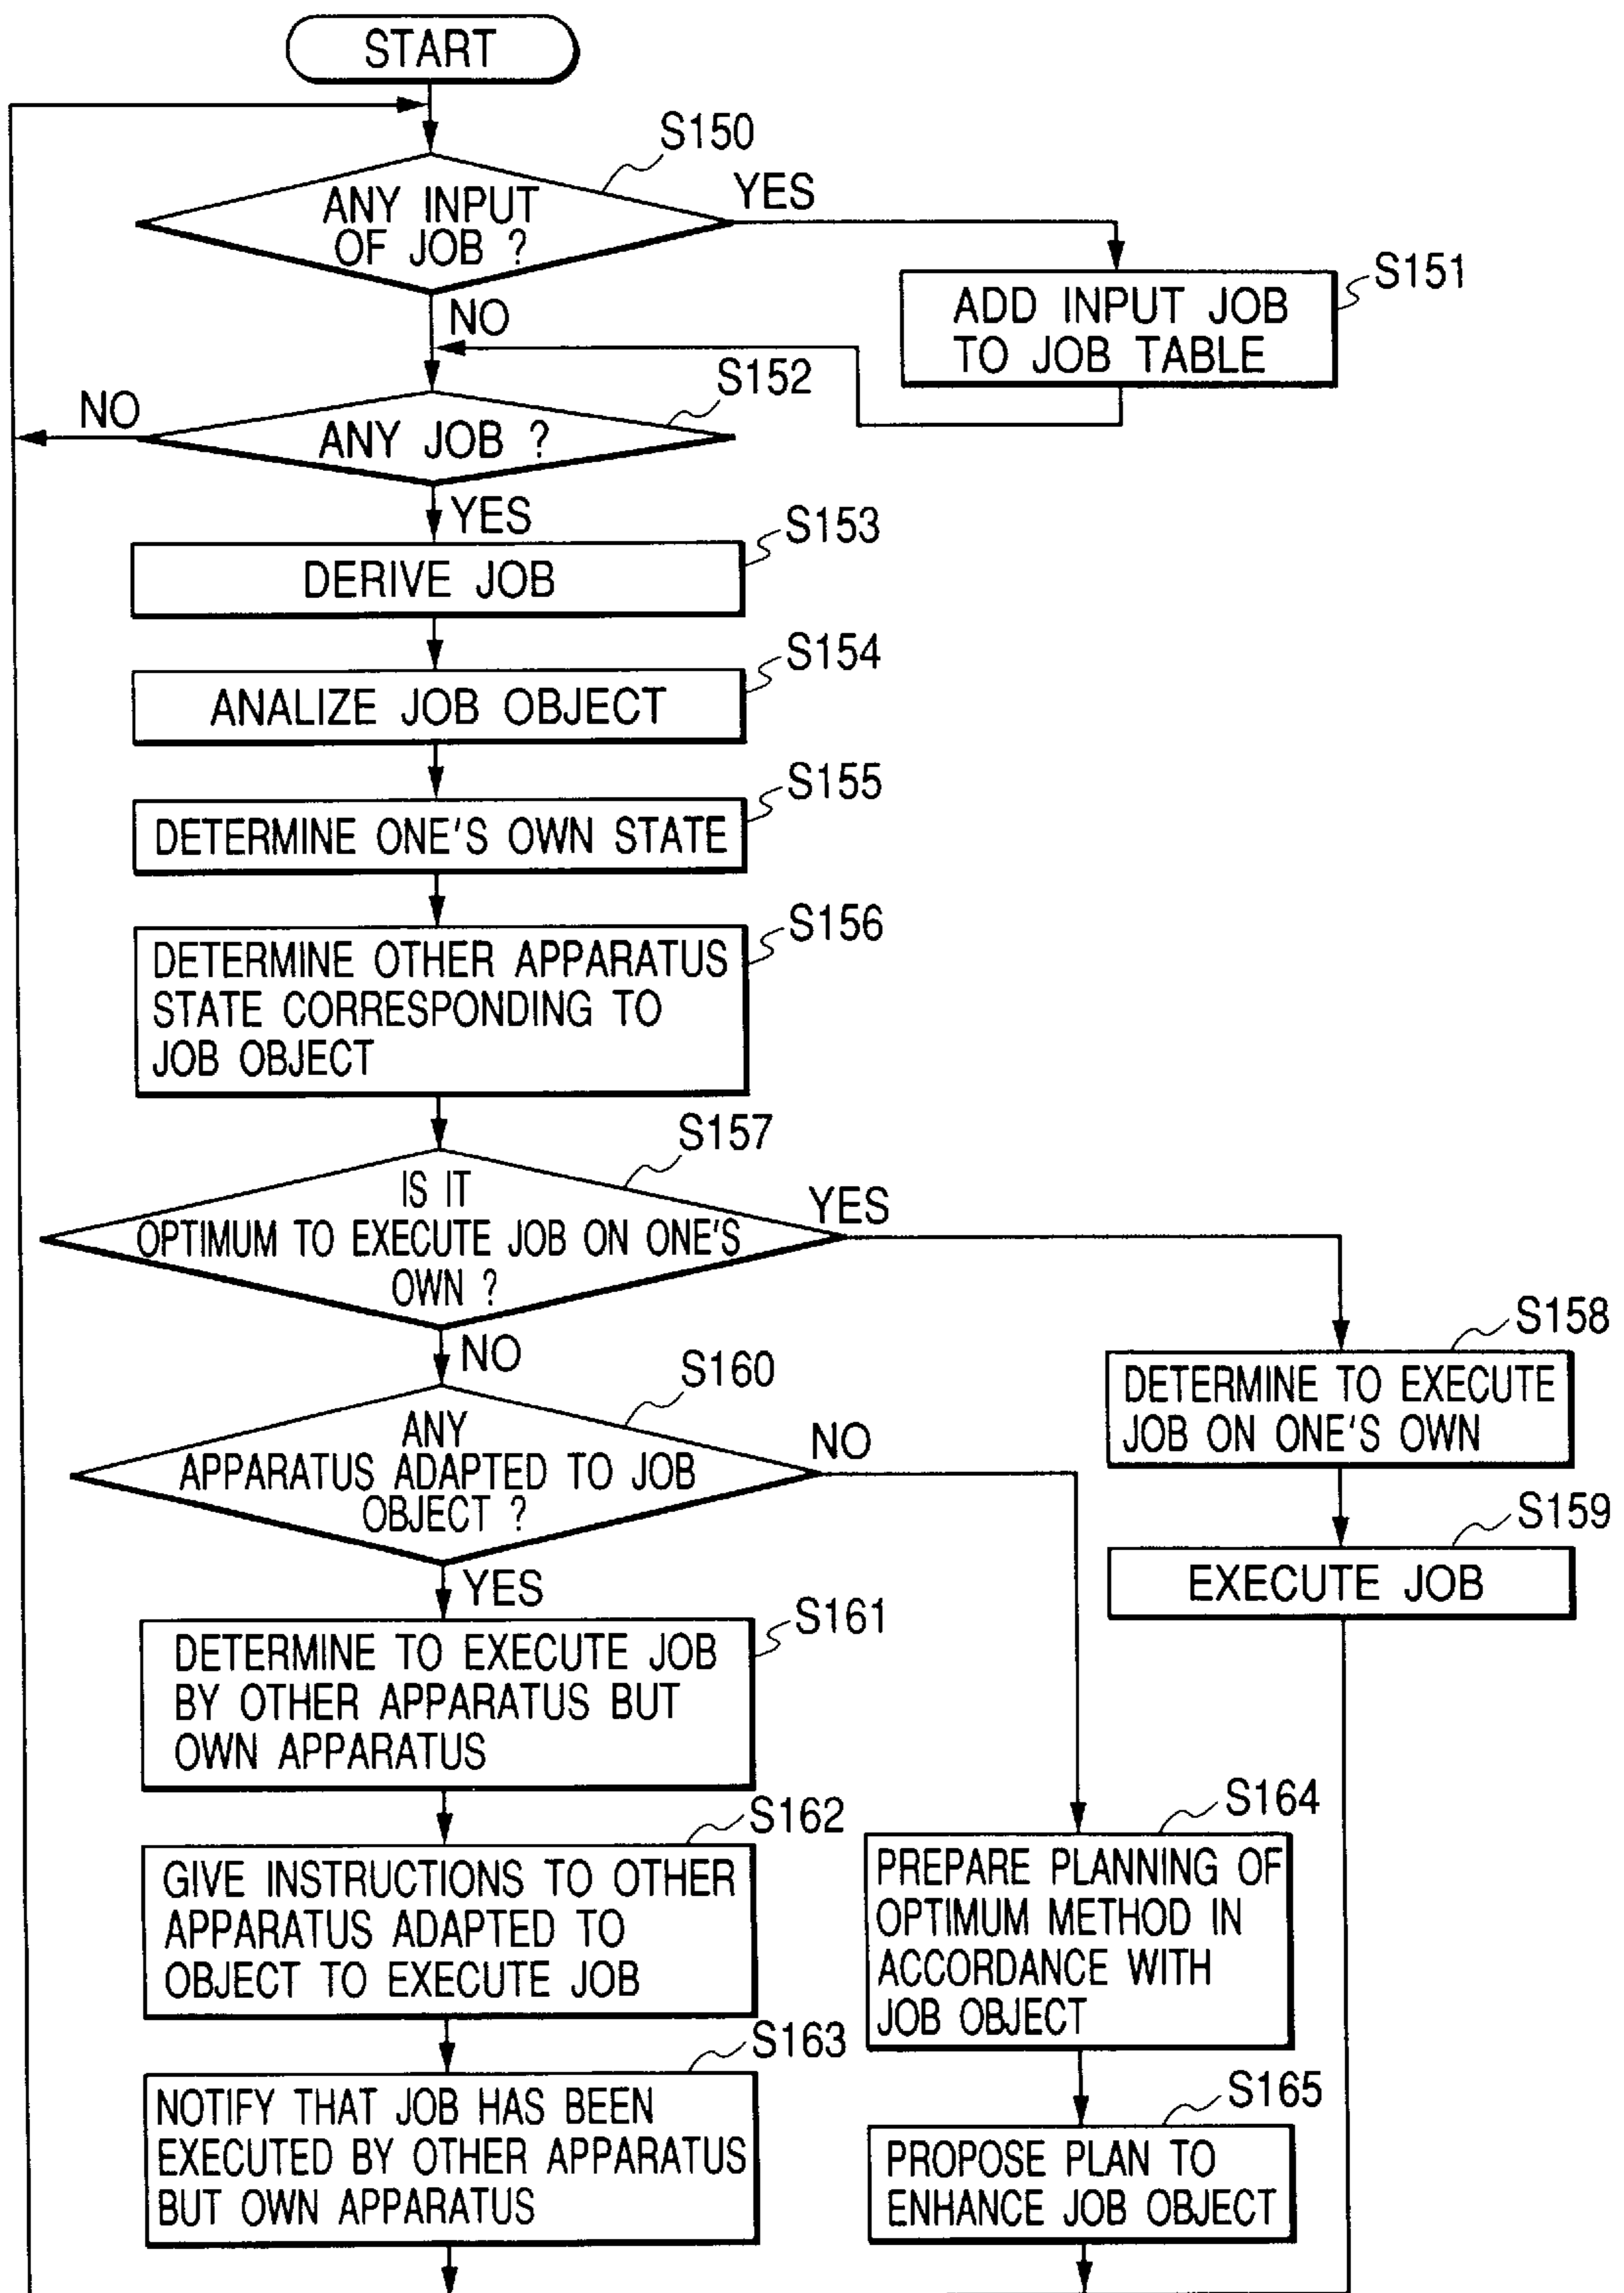 START
S150
ANY INPUT
OF JOB ?
YES
S151
ADD INPUT JOB
TO JOB TABLE
NO
S152
NO
ANY JOB ?
YES
S153
DERIVE JOB
S154
ANALIZE JOB OBJECT
S155
DETERMINE ONE'S OWN STATE
S156
DETERMINE OTHER APPARATUS
STATE CORRESPONDING TO
JOB OBJECT
S157
IS IT
OPTIMUM TO EXECUTE JOB ON ONE'S
OWN ?
YES
S158
DETERMINE TO EXECUTE
JOB ON ONE'S OWN
S159
EXECUTE JOB
NO
S160
ANY
APPARATUS ADAPTED TO JOB
OBJECT ?
NO
YES
S161
DETERMINE TO EXECUTE JOB
BY OTHER APPARATUS BUT
OWN APPARATUS
S162
GIVE INSTRUCTIONS TO OTHER
APPARATUS ADAPTED TO
OBJECT TO EXECUTE JOB
S163
NOTIFY THAT JOB HAS BEEN
EXECUTED BY OTHER APPARATUS
BUT OWN APPARATUS
S164
PREPARE PLANNING OF
OPTIMUM METHOD IN
ACCORDANCE WITH
JOB OBJECT
S165
PROPOSE PLAN TO
ENHANCE JOB OBJECT